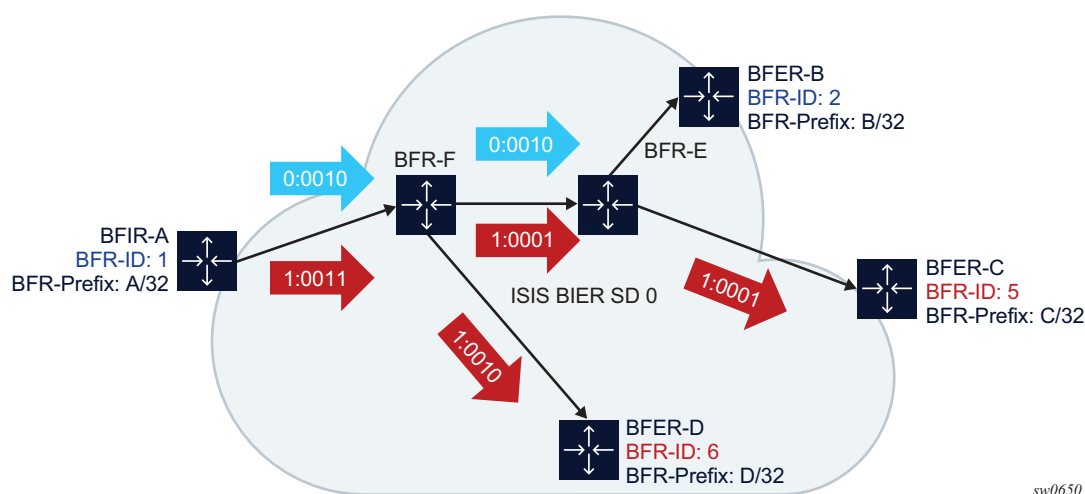 BFER-B
BFR-ID: 2
BFR-Prefix: B/32
0:0010
BFR-E
BFR-F
0:0010
BFIR-A
BFR-ID: 1
BFR-Prefix: A/32
1:0011
1:0001
ISIS BIER SD 0
1:0001
BFER-C
BFR-ID: 5
BFR-Prefix: C/32
1:0010
BFER-D
BFR-ID: 6
BFR-Prefix: D/32
sw0650